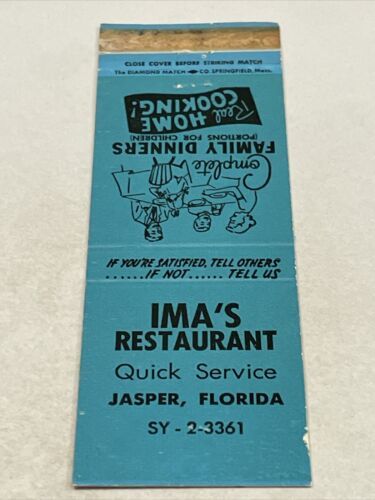 CLOSE COVER BEFORE STRIKING MATCH
The DIAMOND MATCH CO. SPRINGFIELD, Mass.
Real
HOME
COOKING!
Complete
FAMILY DINNERS
(PORTIONS FOR CHILDREN)
IF YOU'RE SATISFIED, TELL OTHERS
......IF NOT...... TELL US
IMA'S
RESTAURANT
Quick Service
JASPER, FLORIDA
SY - 2-3361